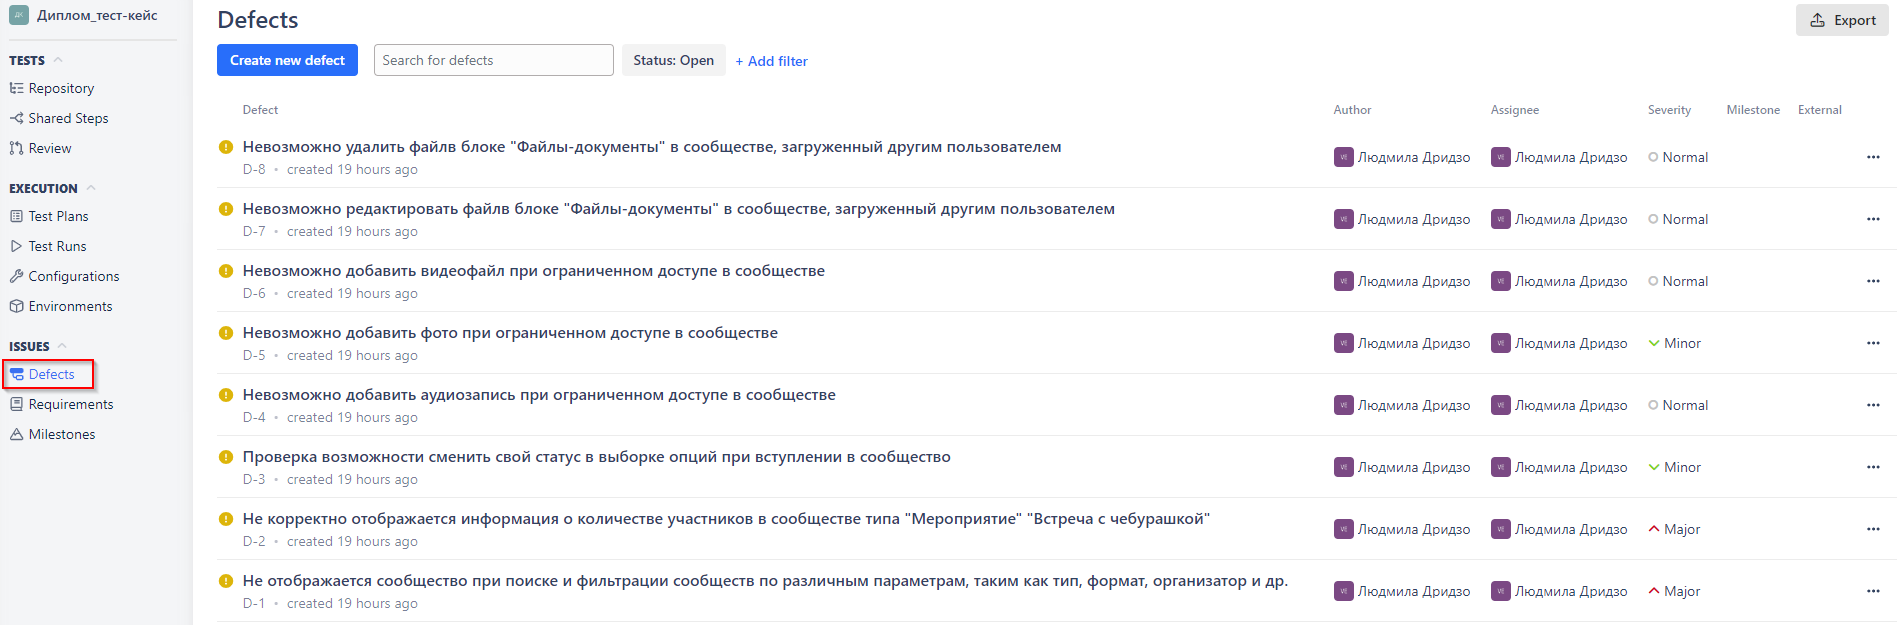 Диплом_тест-кейс
TESTS
Repository
Shared Steps
Review
EXECUTION
Test Plans
Test Runs
Configurations
Environments
ISSUES
Defects
Requirements
Milestones
Defects
Export
Create new defect
Search for defects
Status: Open
+ Add filter
Defect Author Assignee Severity Milestone External
Невозможно удалить файлв блоке "Файлы-документы" в сообществе, загруженный другим пользователем
D-8 • created 19 hours ago
Людмила Дридзо Людмила Дридзо Normal
Невозможно редактировать файлв блоке "Файлы-документы" в сообществе, загруженный другим пользователем
D-7 • created 19 hours ago
Людмила Дридзо Людмила Дридзо Normal
Невозможно добавить видеофайл при ограниченном доступе в сообществе
D-6 • created 19 hours ago
Людмила Дридзо Людмила Дридзо Normal
Невозможно добавить фото при ограниченном доступе в сообществе
D-5 • created 19 hours ago
Людмила Дридзо Людмила Дридзо Minor
Невозможно добавить аудиозапись при ограниченном доступе в сообществе
D-4 • created 19 hours ago
Людмила Дридзо Людмила Дридзо Normal
Проверка возможности сменить свой статус в выборке опций при вступлении в сообщество
D-3 • created 19 hours ago
Людмила Дридзо Людмила Дридзо Minor
Не корректно отображается информация о количестве участников в сообществе типа "Мероприятие" "Встреча с чебурашкой"
D-2 • created 19 hours ago
Людмила Дридзо Людмила Дридзо Major
Не отображается сообщество при поиске и фильтрации сообществ по различным параметрам, таким как тип, формат, организатор и др.
D-1 • created 19 hours ago
Людмила Дридзо Людмила Дридзо Major